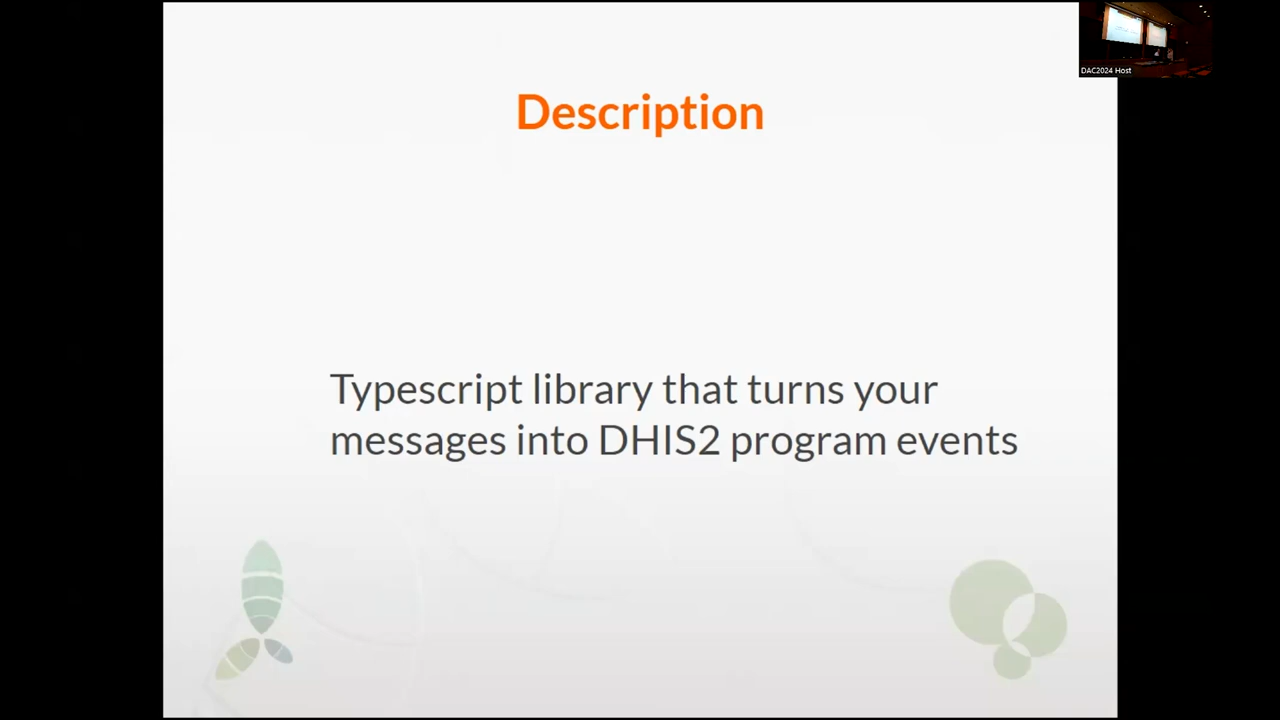 DAC2024 Host
Description
Typescript library that turns your
messages into DHIS2 program events